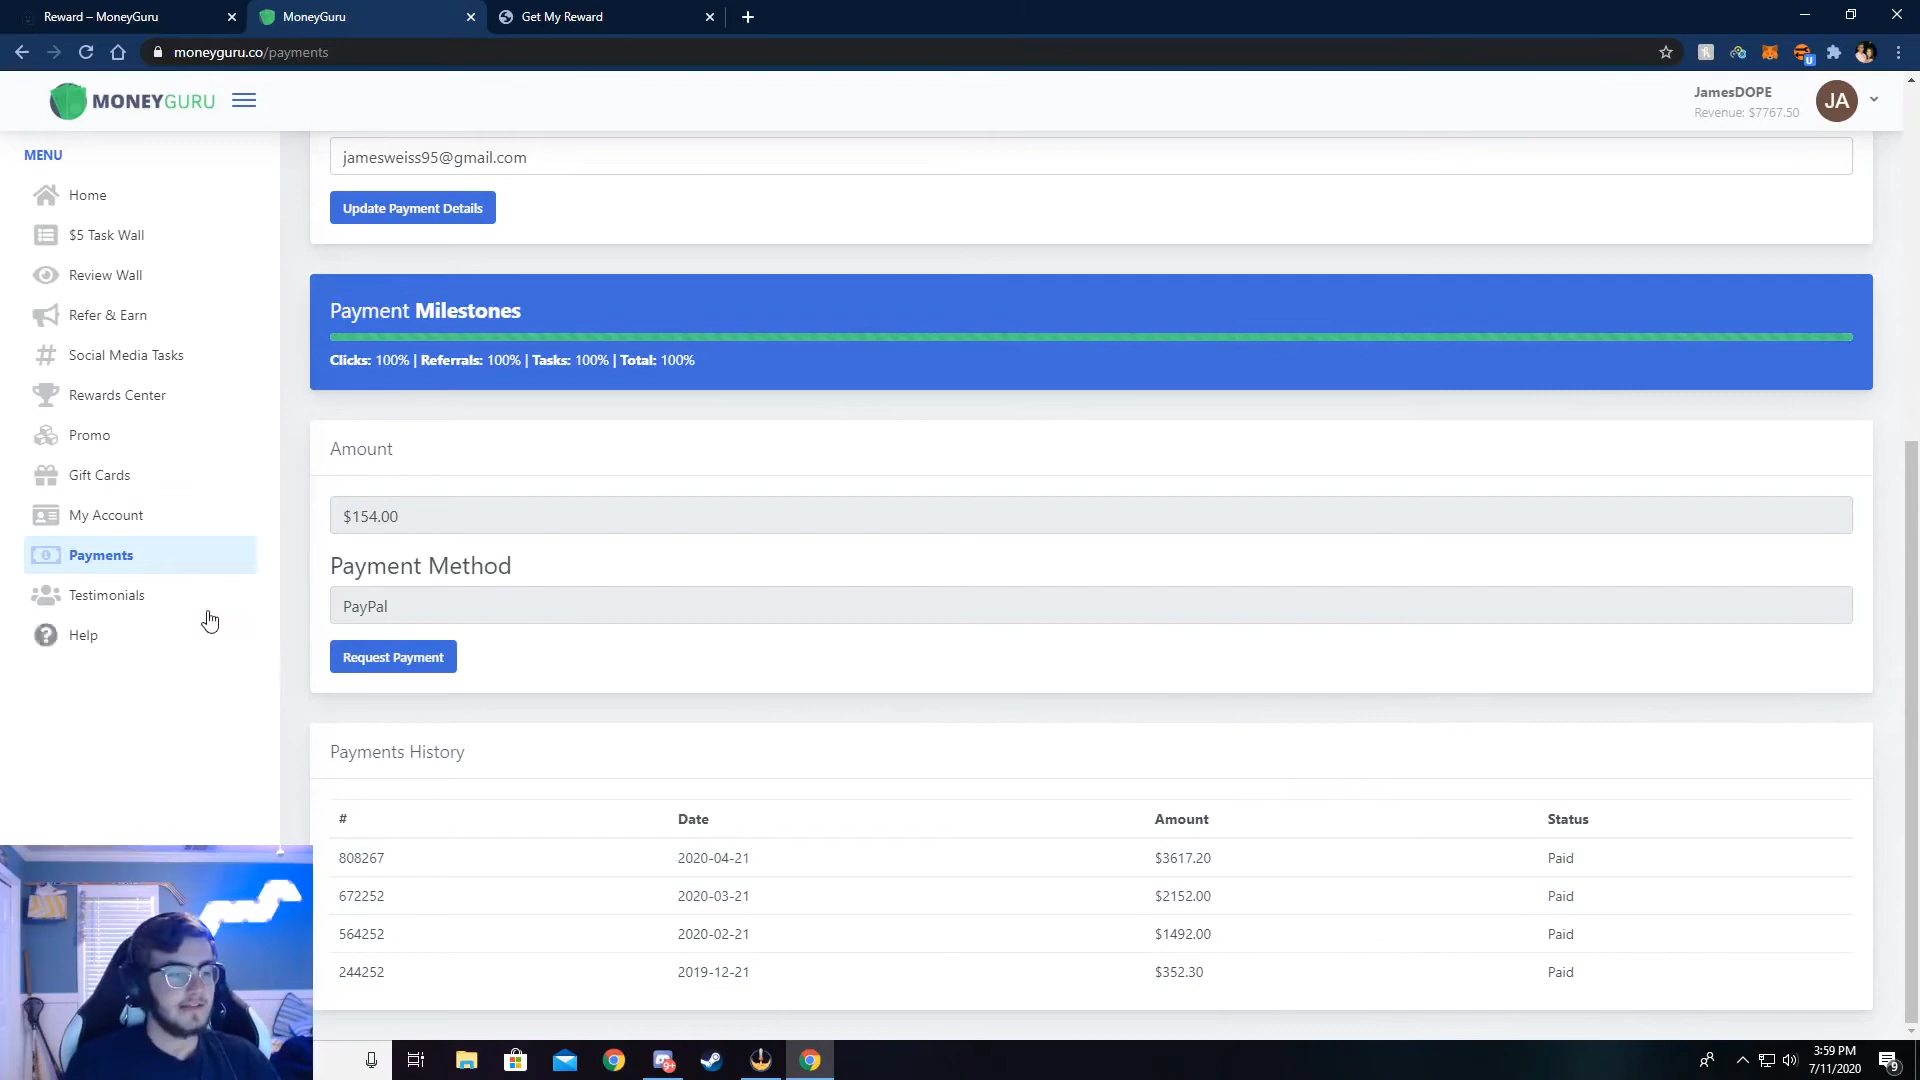 Reward – MoneyGuru
MoneyGuru
Get My Reward
moneyguru.co/payments
MONEYGURU
JamesDOPE
Revenue: $7767.50
JA
MENU
Home
$5 Task Wall
Review Wall
Refer & Earn
Social Media Tasks
Rewards Center
Promo
Gift Cards
My Account
Payments
Testimonials
Help
jamesweiss95@gmail.com
Update Payment Details
Payment Milestones
Clicks: 100% | Referrals: 100% | Tasks: 100% | Total: 100%
Amount
$154.00
Payment Method
PayPal
Request Payment
Payments History
# Date Amount Status
808267 2020-04-21 $3617.20 Paid
672252 2020-03-21 $2152.00 Paid
564252 2020-02-21 $1492.00 Paid
244252 2019-12-21 $352.30 Paid
9+
3:59 PM
7/11/2020
9